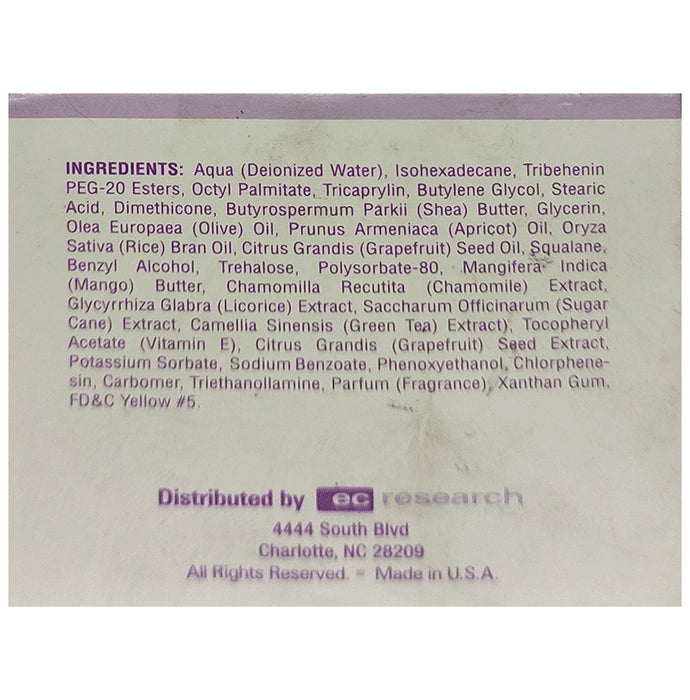 INGREDIENTS: Aqua (Deionized Water), Isohexadecane, Tribehenin
PEG-20 Esters, Octyl Palmitate, Tricaprylin, Butylene Glycol, Stearic
Acid, Dimethicone, Butyrospermum Parkii (Shea) Butter, Glycerin,
Olea Europaea (Olive) Oil, Prunus Armeniaca (Apricot) Oil, Oryza
Sativa (Rice) Bran Oil, Citrus Grandis (Grapefruit) Seed Oil, Squalane,
Benzyl Alcohol, Trehalose, Polysorbate-80, Mangifera Indica
(Mango) Butter, Chamomilla Recutita (Chamomile) Extract,
Glycyrrhiza Glabra (Licorice) Extract, Saccharum Officinarum (Sugar
Cane) Extract, Camellia Sinensis (Green Tea) Extract), Tocopheryl
Acetate (Vitamin E), Citrus Grandis (Grapefruit) Seed Extract,
Potassium Sorbate, Sodium Benzoate, Phenoxyethanol, Chlorphene-
sin, Carbomer, Triethanollamine, Parfum (Fragrance), Xanthan Gum,
FD&C Yellow #5.
Distributed by ec research
4444 South Blvd
Charlotte, NC 28209
All Rights Reserved. - Made in U.S.A.